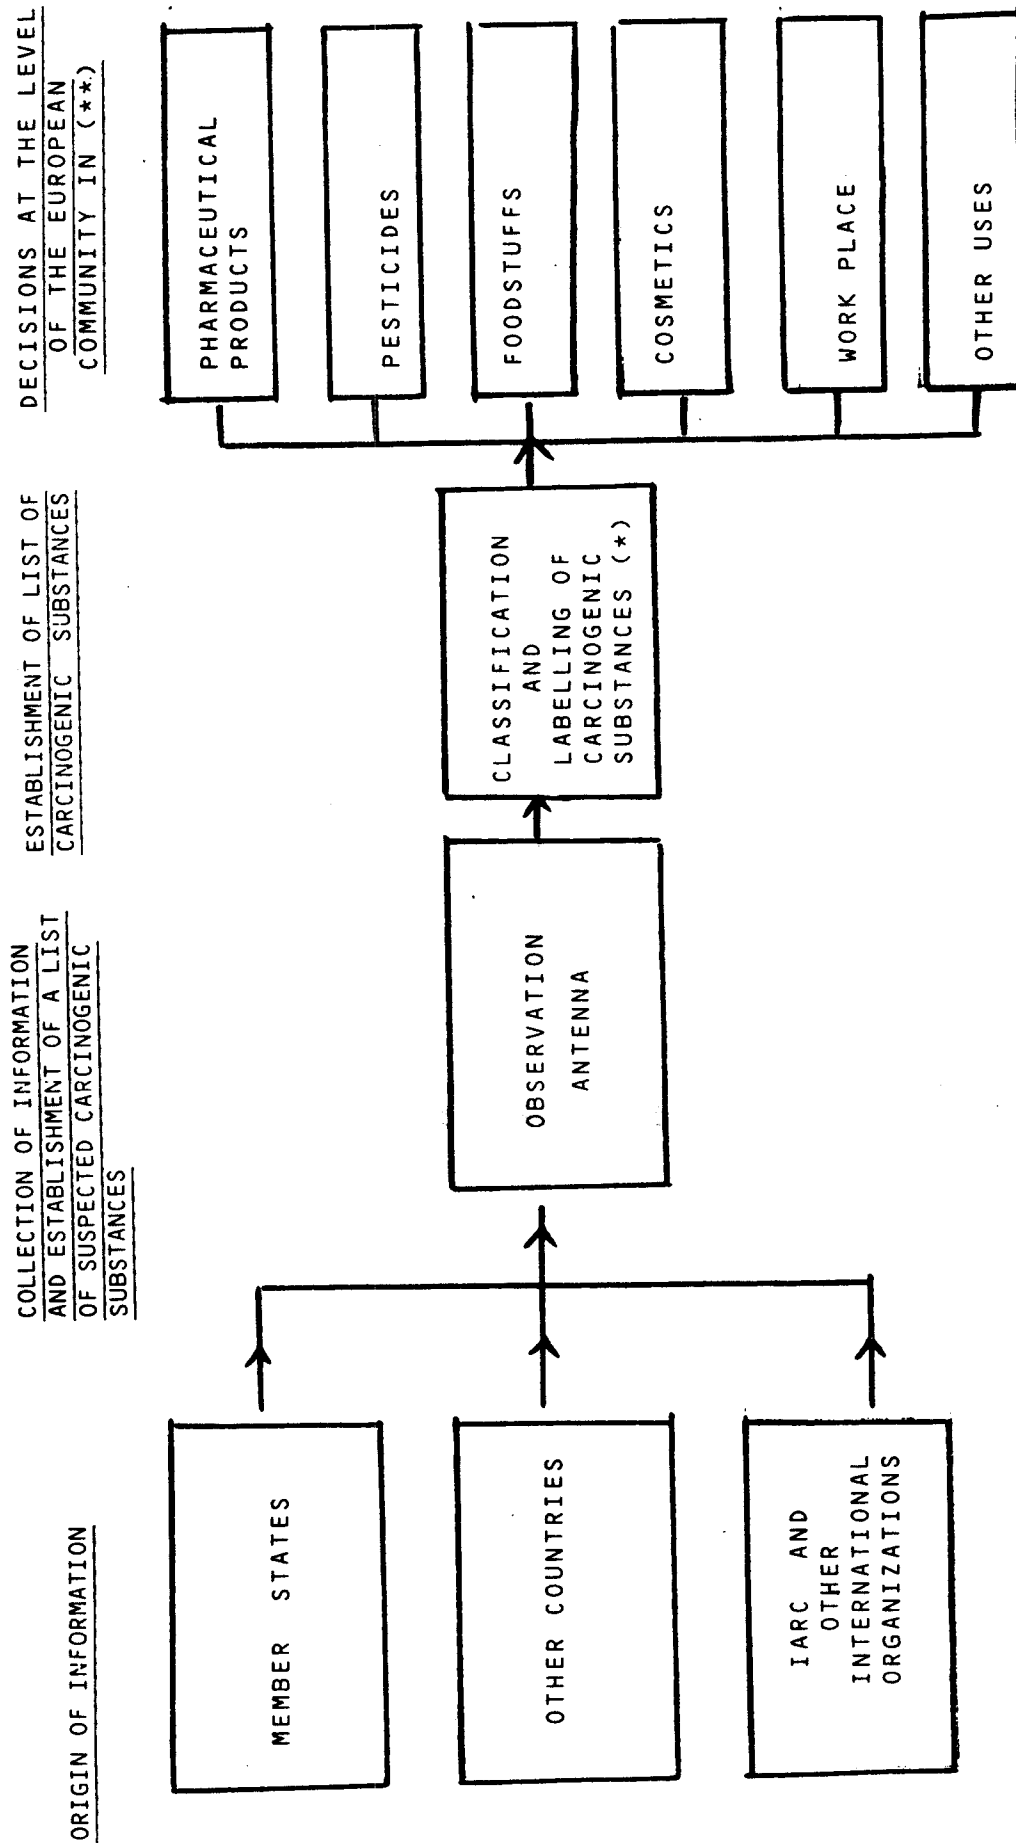 ORIGIN OF INFORMATION
COLLECTION OF INFORMATION
AND ESTABLISHMENT OF A LIST
OF SUSPECTED CARCINOGENIC
SUBSTANCES
ESTABLISHMENT OF LIST OF
CARCINOGENIC SUBSTANCES
DECISIONS AT THE LEVEL
OF THE EUROPEAN
COMMUNITY IN (**)
MEMBER STATES
OTHER COUNTRIES
IARC AND
OTHER
INTERNATIONAL
ORGANIZATIONS
OBSERVATION
ANTENNA
CLASSIFICATION
AND
LABELLING OF
CARCINOGENIC
SUBSTANCES (*)
PHARMACEUTICAL
PRODUCTS
PESTICIDES
FOODSTUFFS
COSMETICS
WORK PLACE
OTHER USES